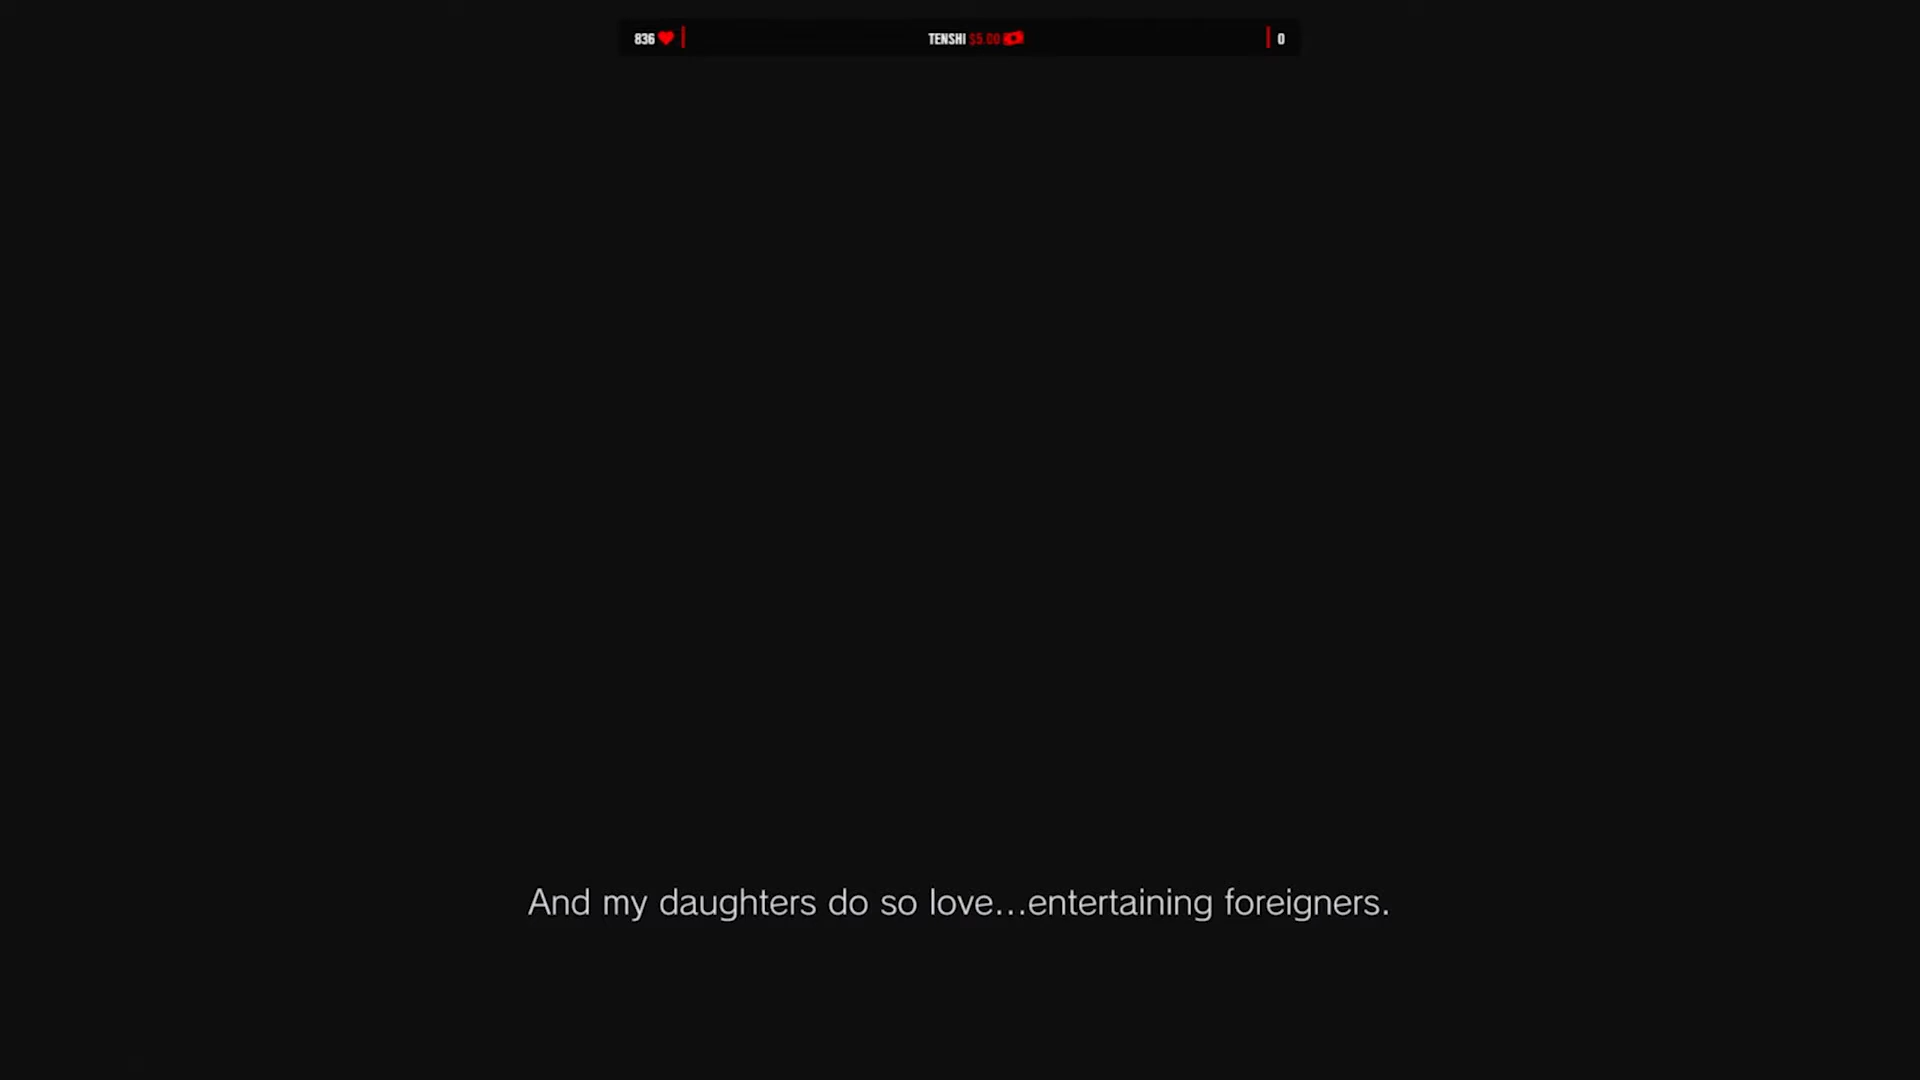 836 TENSHI $5.00 0
And my daughters do so love...entertaining foreigners.